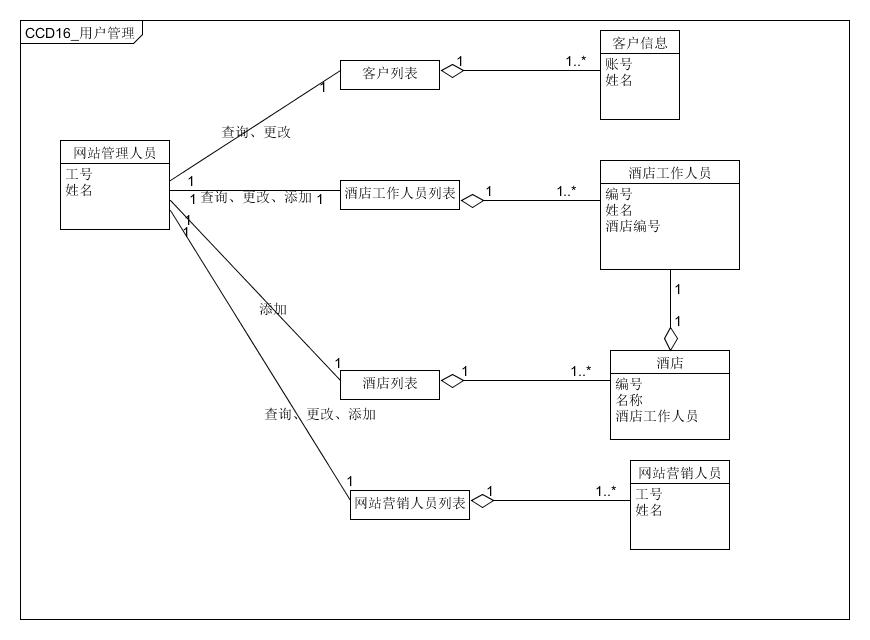 CCD16_用户管理
客户信息
账号
姓名
客户列表
1
1..*
1
查询、更改
网站管理人员
工号
姓名
1
1
查询、更改、添加
1
酒店工作人员列表
1
1..*
酒店工作人员
编号
姓名
酒店编号
1
1
1
1
添加
1
酒店列表
1
1..*
酒店
编号
名称
酒店工作人员
查询、更改、添加
1
网站营销人员列表
1
1..*
网站营销人员
工号
姓名